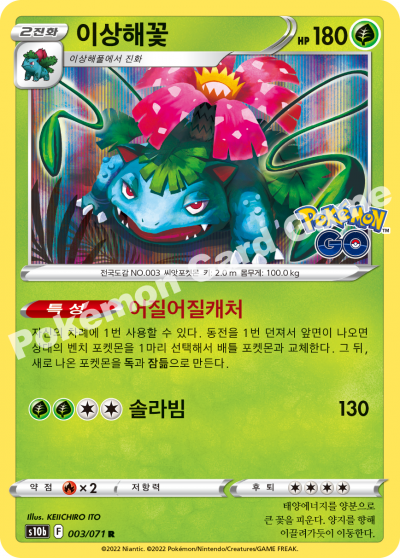 2진화
이상해꽃
HP 180
이상해풀에서 진화
Pokémon
GO
전국도감 NO.003 씨앗포켓몬 키: 2.0 m 몸무게: 100.0 kg
특성 어질어질캐처
자신의 차례에 1번 사용할 수 있다. 동전을 1번 던져서 앞면이 나오면
상대의 벤치 포켓몬을 1마리 선택해서 배틀 포켓몬과 교체한다. 그 뒤,
새로 나온 포켓몬을 독과 잠듦으로 만든다.
솔라빔 130
약점 ×2 저항력 후퇴
Illus. KEIICHIRO ITO
s10b F 003/071 R
태양에너지를 양분으로
큰 꽃을 피운다. 양지를 향해
이끌려가듯이 이동한다.
©2022 Niantic. ©2022 Pokémon/Nintendo/Creatures/GAME FREAK.
Pokémon Card Game